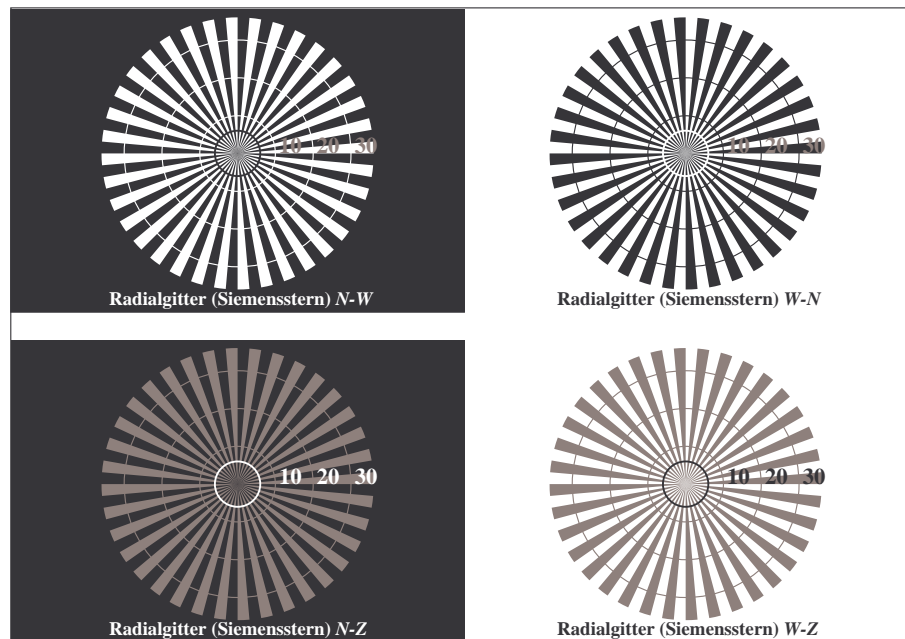 10 20 30
Radialgitter (Siemensstern) N-W
10 20 30
Radialgitter (Siemensstern) W-N
10 20 30
Radialgitter (Siemensstern) N-Z
10 20 30
Radialgitter (Siemensstern) W-Z